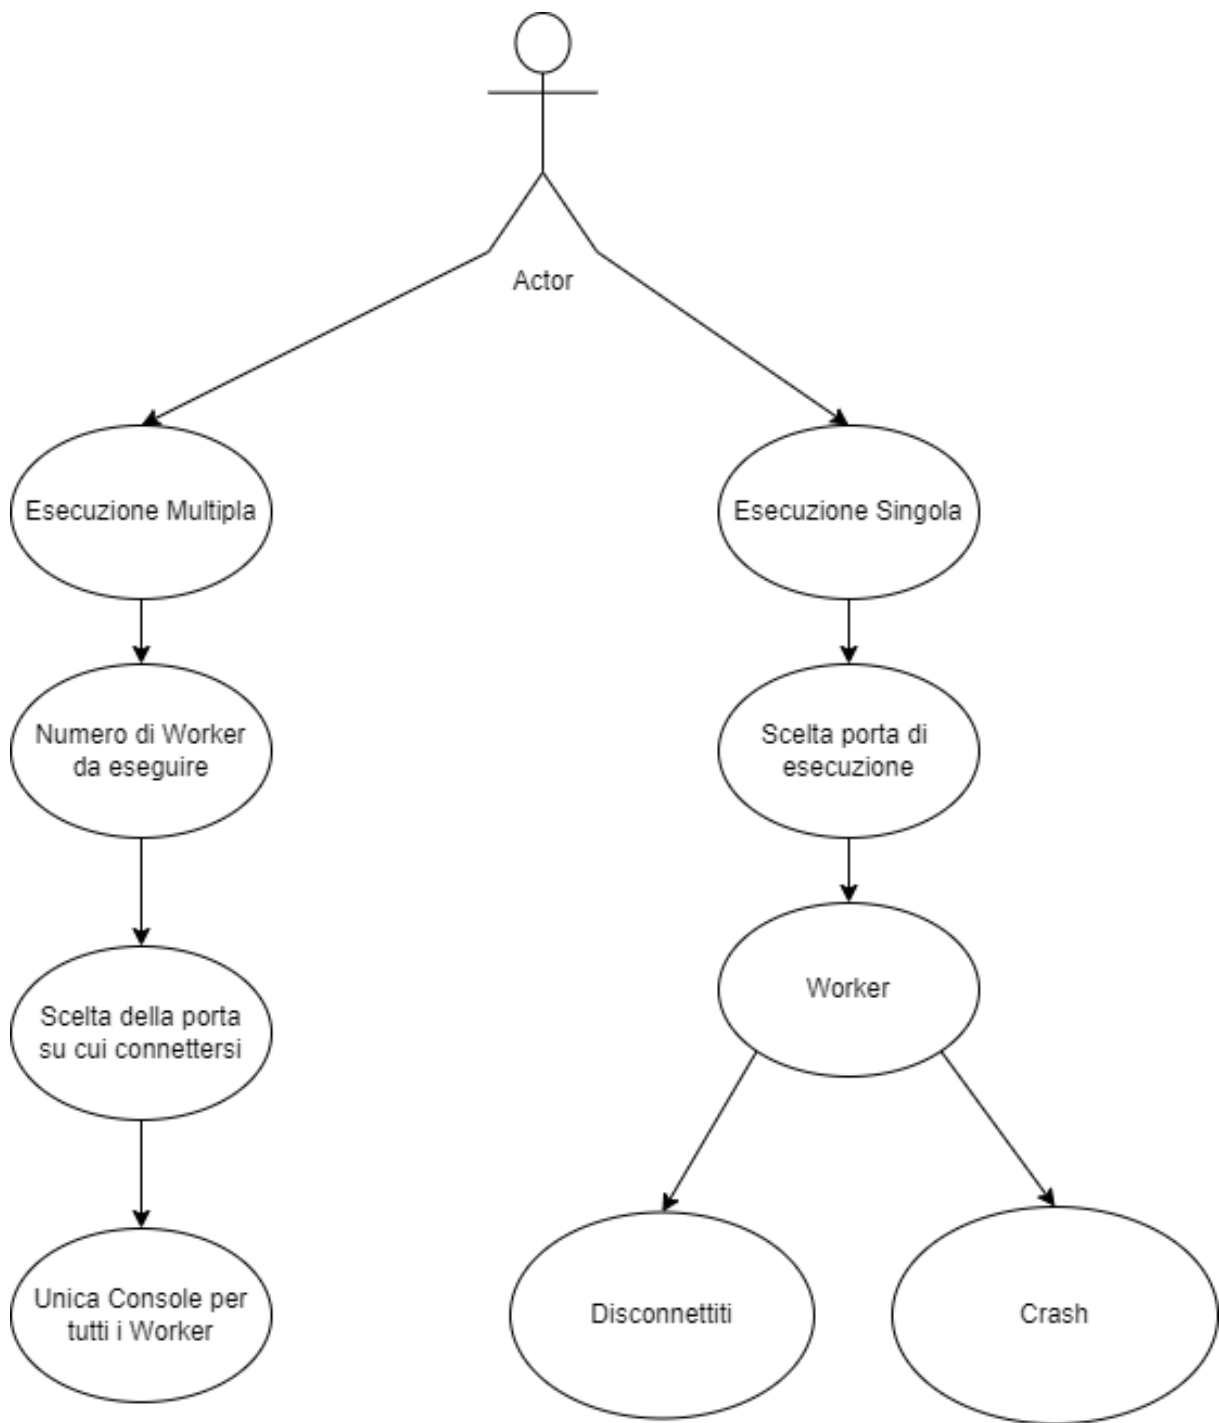 Actor
Esecuzione Multipla
Esecuzione Singola
Numero di Worker
da eseguire
Scelta porta di
esecuzione
Scelta della porta
su cui connettersi
Worker
Unica Console per
tutti i Worker
Disconnettiti
Crash